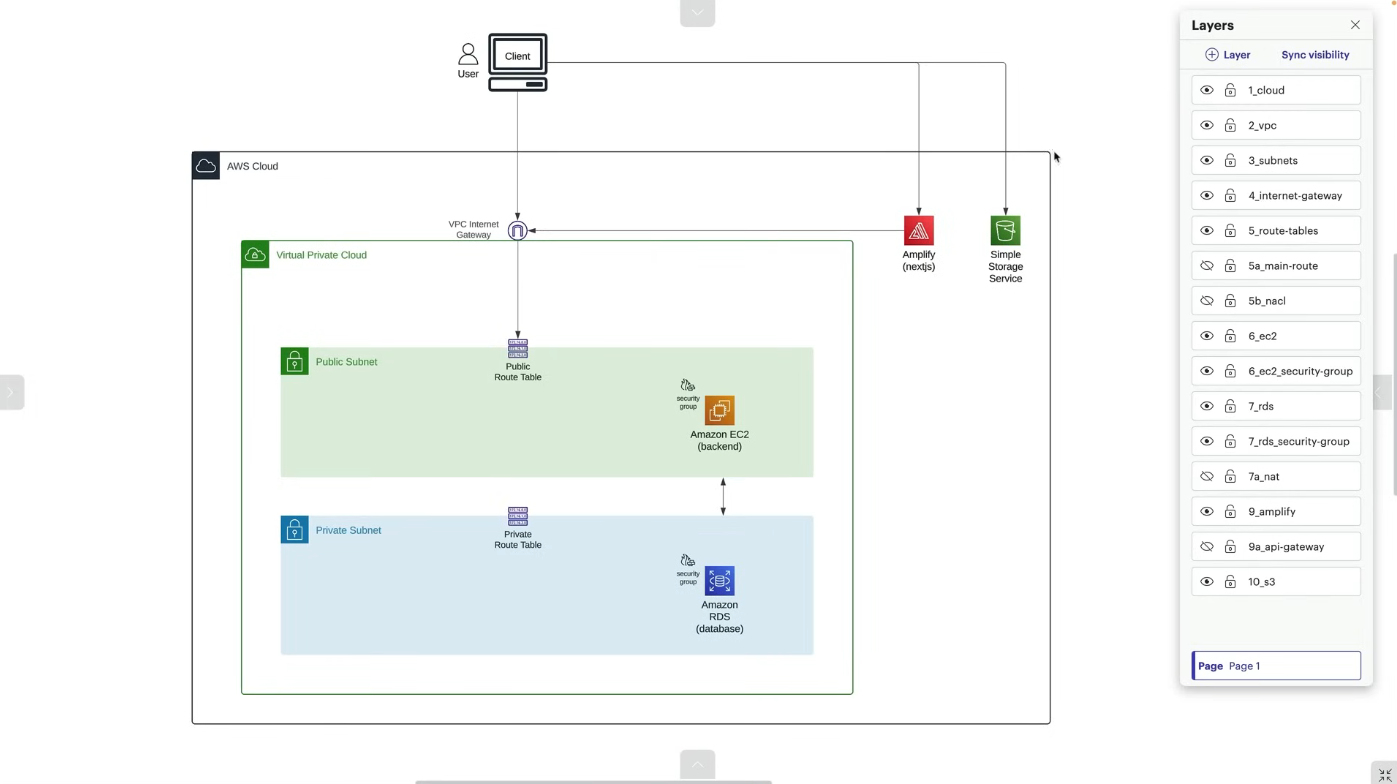 Client
User
AWS Cloud
VPC Internet
Gateway
Virtual Private Cloud
Amplify
(nextjs)
Simple
Storage
Service
Public Subnet
Public
Route Table
security
group
Amazon EC2
(backend)
Private Subnet
Private
Route Table
security
group
Amazon
RDS
(database)
Layers
Layer
Sync visibility
1_cloud
2_vpc
3_subnets
4_internet-gateway
5_route-tables
5a_main-route
5b_nacl
6_ec2
6_ec2_security-group
7_rds
7_rds_security-group
7a_nat
9_amplify
9a_api-gateway
10_s3
Page Page 1